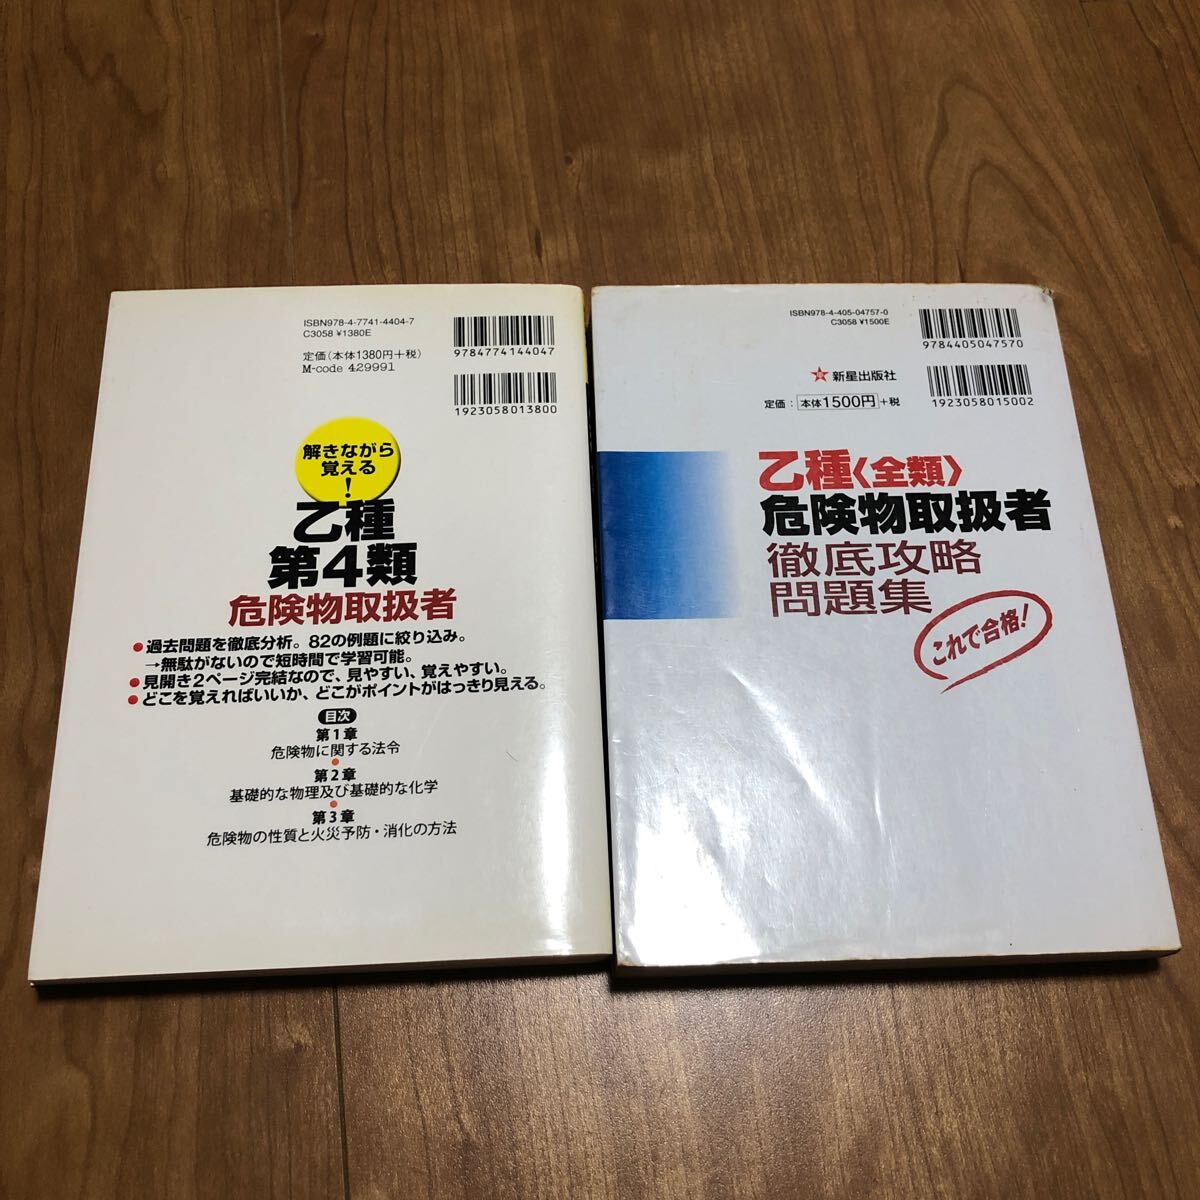 ISBN978-4-7741-4404-7
C3058 ¥1380E
定価(本体1380円+税)
M-code 429991
9784774144047
1923058013800
解きながら
覚える
!
乙種
第4類
危険物取扱者
●過去問題を徹底分析。82の例題に絞り込み。
→無駄がないので短時間で学習可能。
●見開き2ページ完結なので、見やすい、覚えやすい。
●どこを覚えればいいか、どこがポイントがはっきり見える。
目次
第1章
危険物に関する法令
第2章
基礎的な物理及び基礎的な化学
第3章
危険物の性質と火災予防・消化の方法
ISBN978-4-405-04757-0
C3058 ¥1500E
9784405047570
新星出版社
定価:本体1500円+税
1923058015002
乙種〈全類〉
危険物取扱者
徹底攻略
問題集
これで合格!